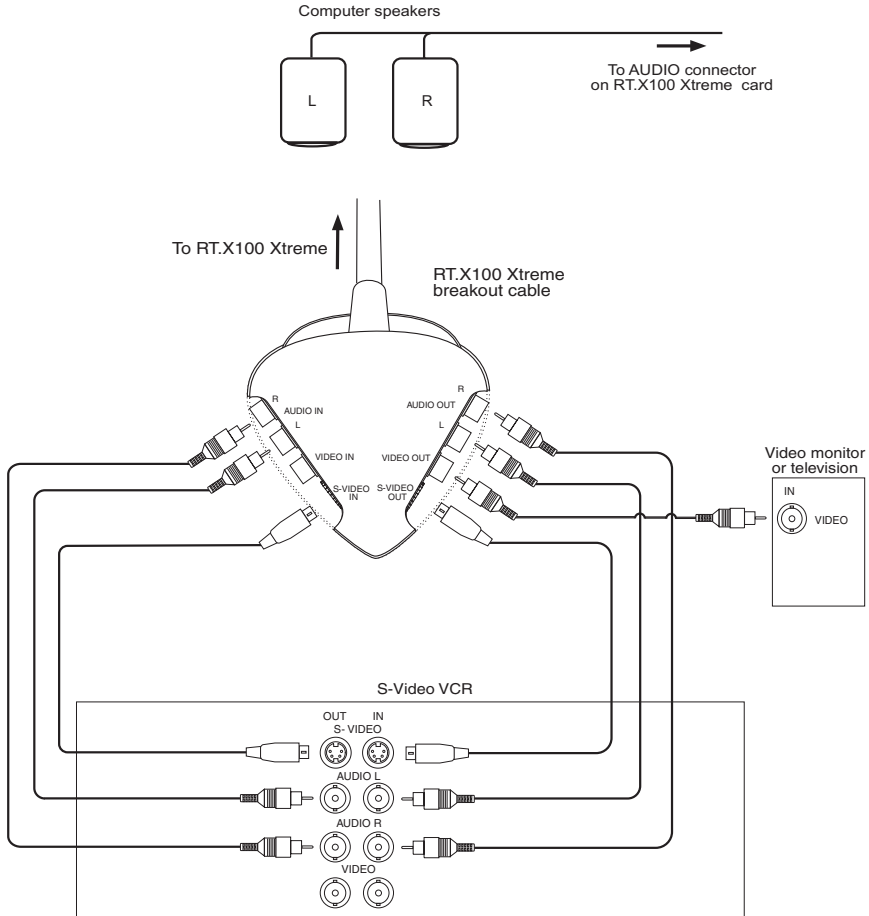 Computer speakers
To AUDIO connector
on RT.X100 Xtreme card
L
R
To RT.X100 Xtreme
RT.X100 Xtreme
breakout cable
R
AUDIO IN
L
VIDEO IN
S-VIDEO
IN
R
AUDIO OUT
L
VIDEO OUT
S-VIDEO
OUT
Video monitor
or television
IN
VIDEO
S-Video VCR
OUT IN
S- VIDEO
AUDIO L
AUDIO R
VIDEO